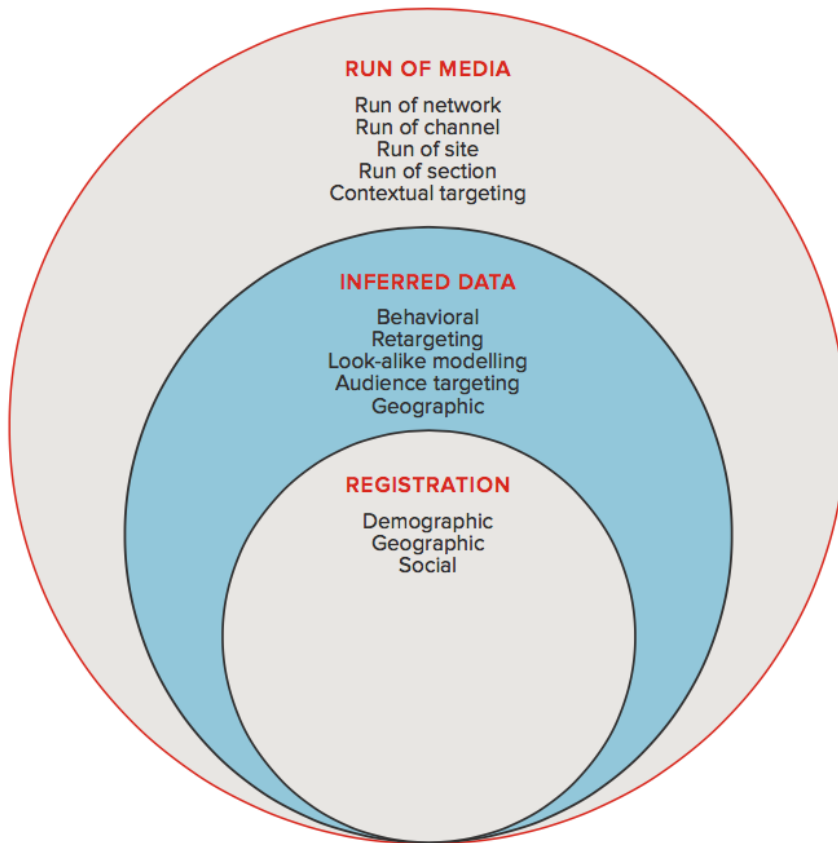 RUN OF MEDIA
Run of network
Run of channel
Run of site
Run of section
Contextual targeting
INFERRED DATA
Behavioral
Retargeting
Look-alike modelling
Audience targeting
Geographic
REGISTRATION
Demographic
Geographic
Social